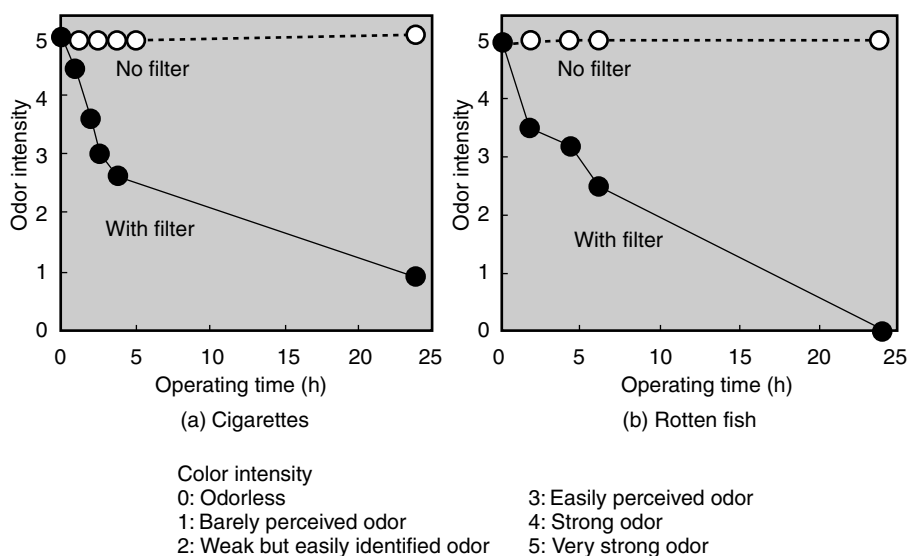 Odor intensity
5
4
3
2
1
0
No filter
With filter
0 5 10 15 20 25
Operating time (h)
(a) Cigarettes
Odor intensity
5
4
3
2
1
0
No filter
With filter
0 5 10 15 20 25
Operating time (h)
(b) Rotten fish
Color intensity
0: Odorless
1: Barely perceived odor
2: Weak but easily identified odor
3: Easily perceived odor
4: Strong odor
5: Very strong odor